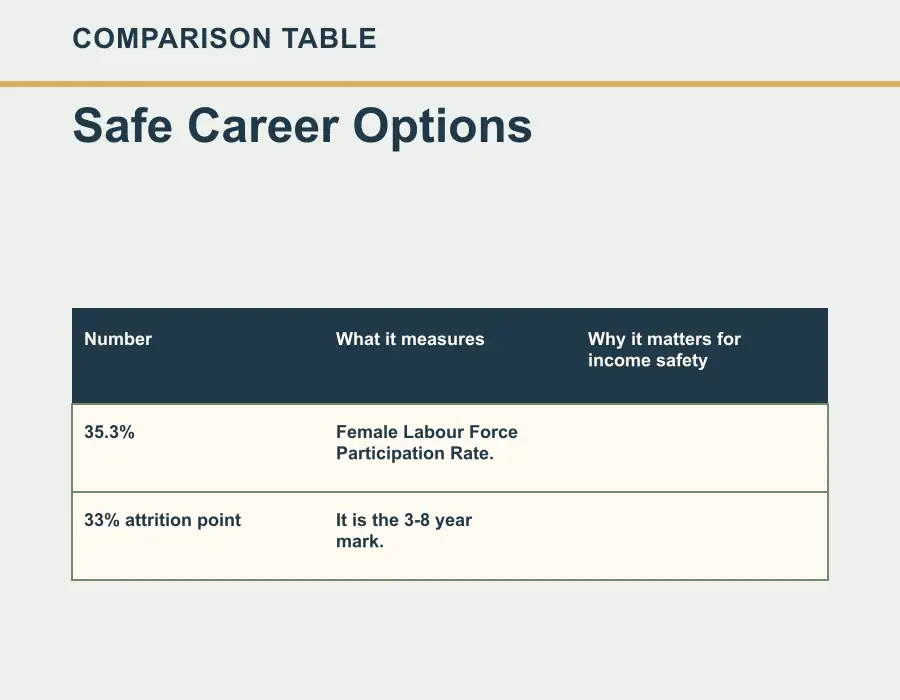 COMPARISON TABLE
Safe Career Options
Number
What it measures
Why it matters for
income safety
35.3%
Female Labour Force
Participation Rate.
33% attrition point
It is the 3-8 year
mark.